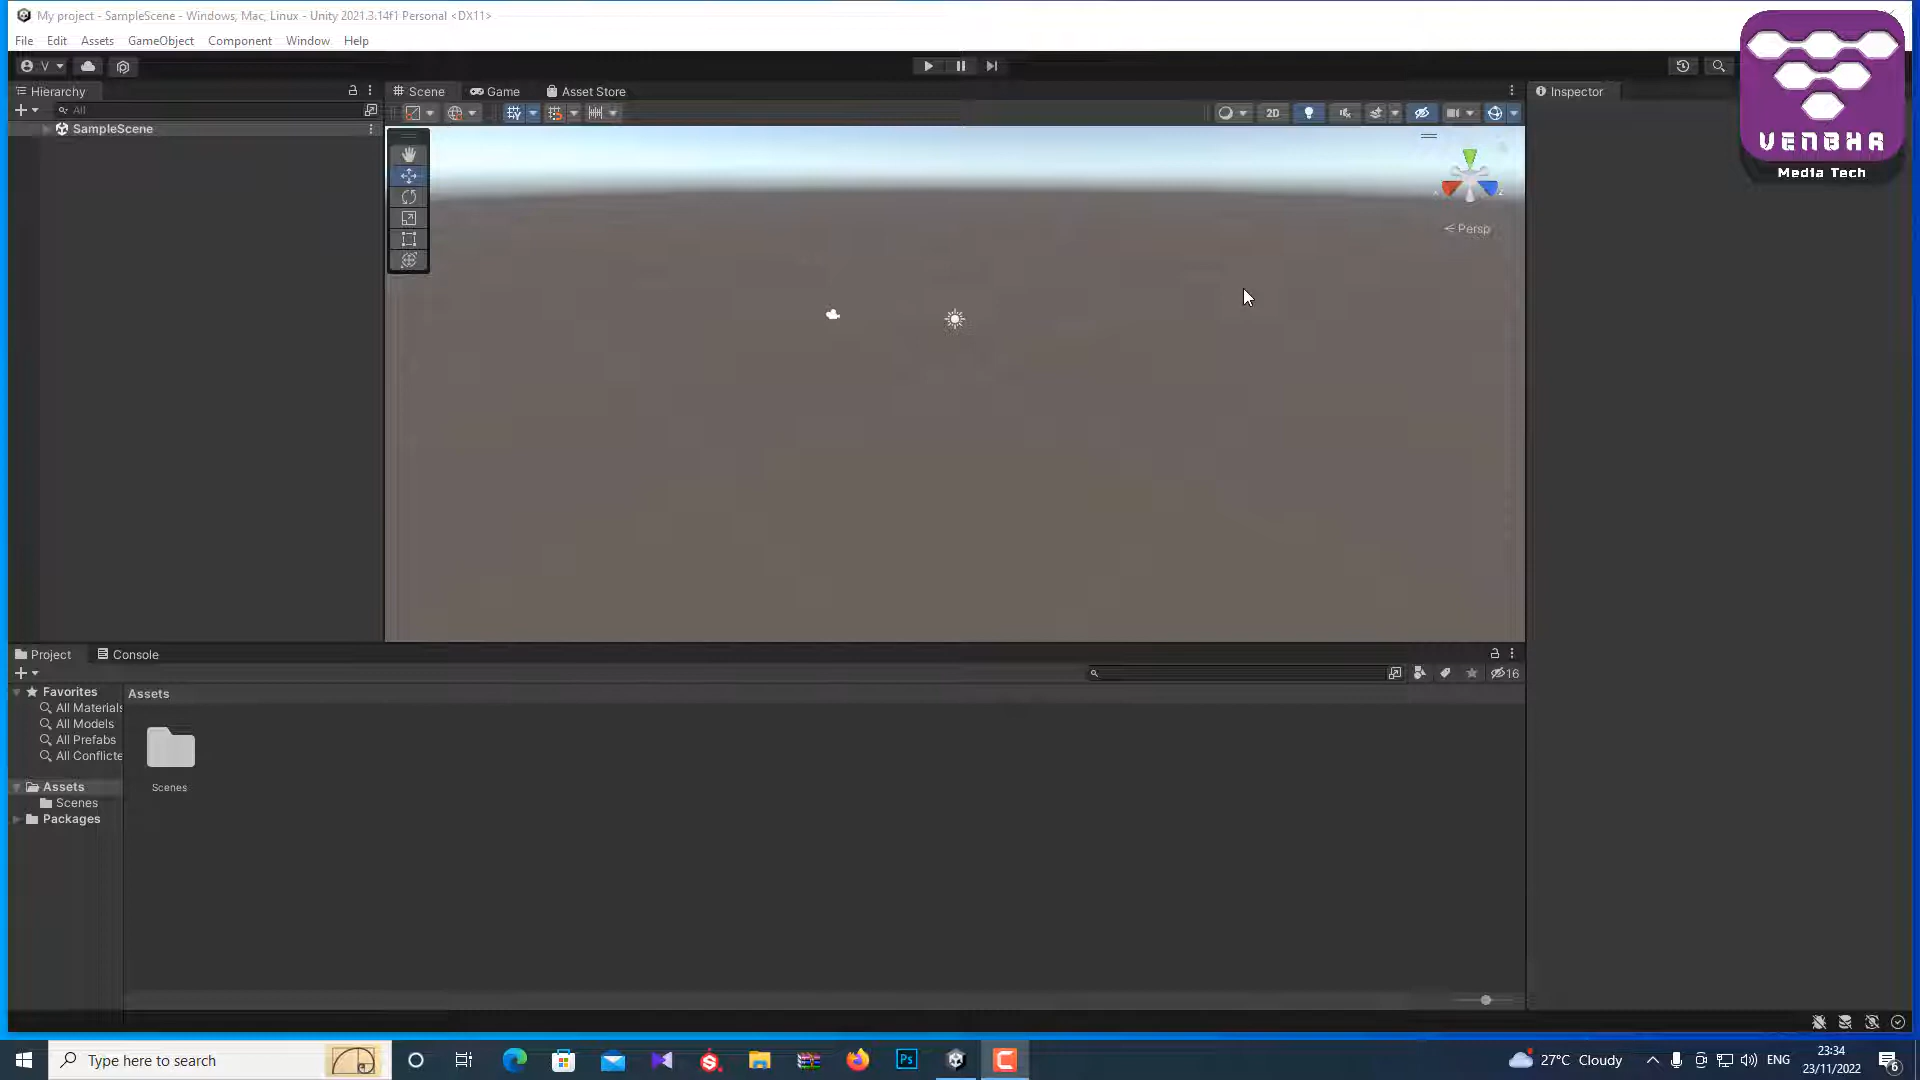 My project - SampleScene - Windows, Mac, Linux - Unity 2021.3.14f1 Personal <DX11>
File Edit Assets GameObject Component Window Help
V
Hierarchy
All
SampleScene
Scene Game Asset Store
2D
Persp
Inspector
VENBHA
Media Tech
Project Console
16
Favorites
All Materials
All Models
All Prefabs
All Conflicte
Assets
Scenes
Packages
Assets
Scenes
Type here to search
Ps
27°C Cloudy
ENG
23:34
23/11/2022
6